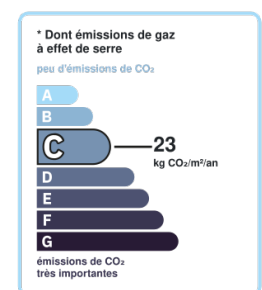 * Dont émissions de gaz
à effet de serre
peu d'émissions de CO₂
A
B
C
23
kg CO₂/m²/an
D
E
F
G
émissions de CO₂
très importantes